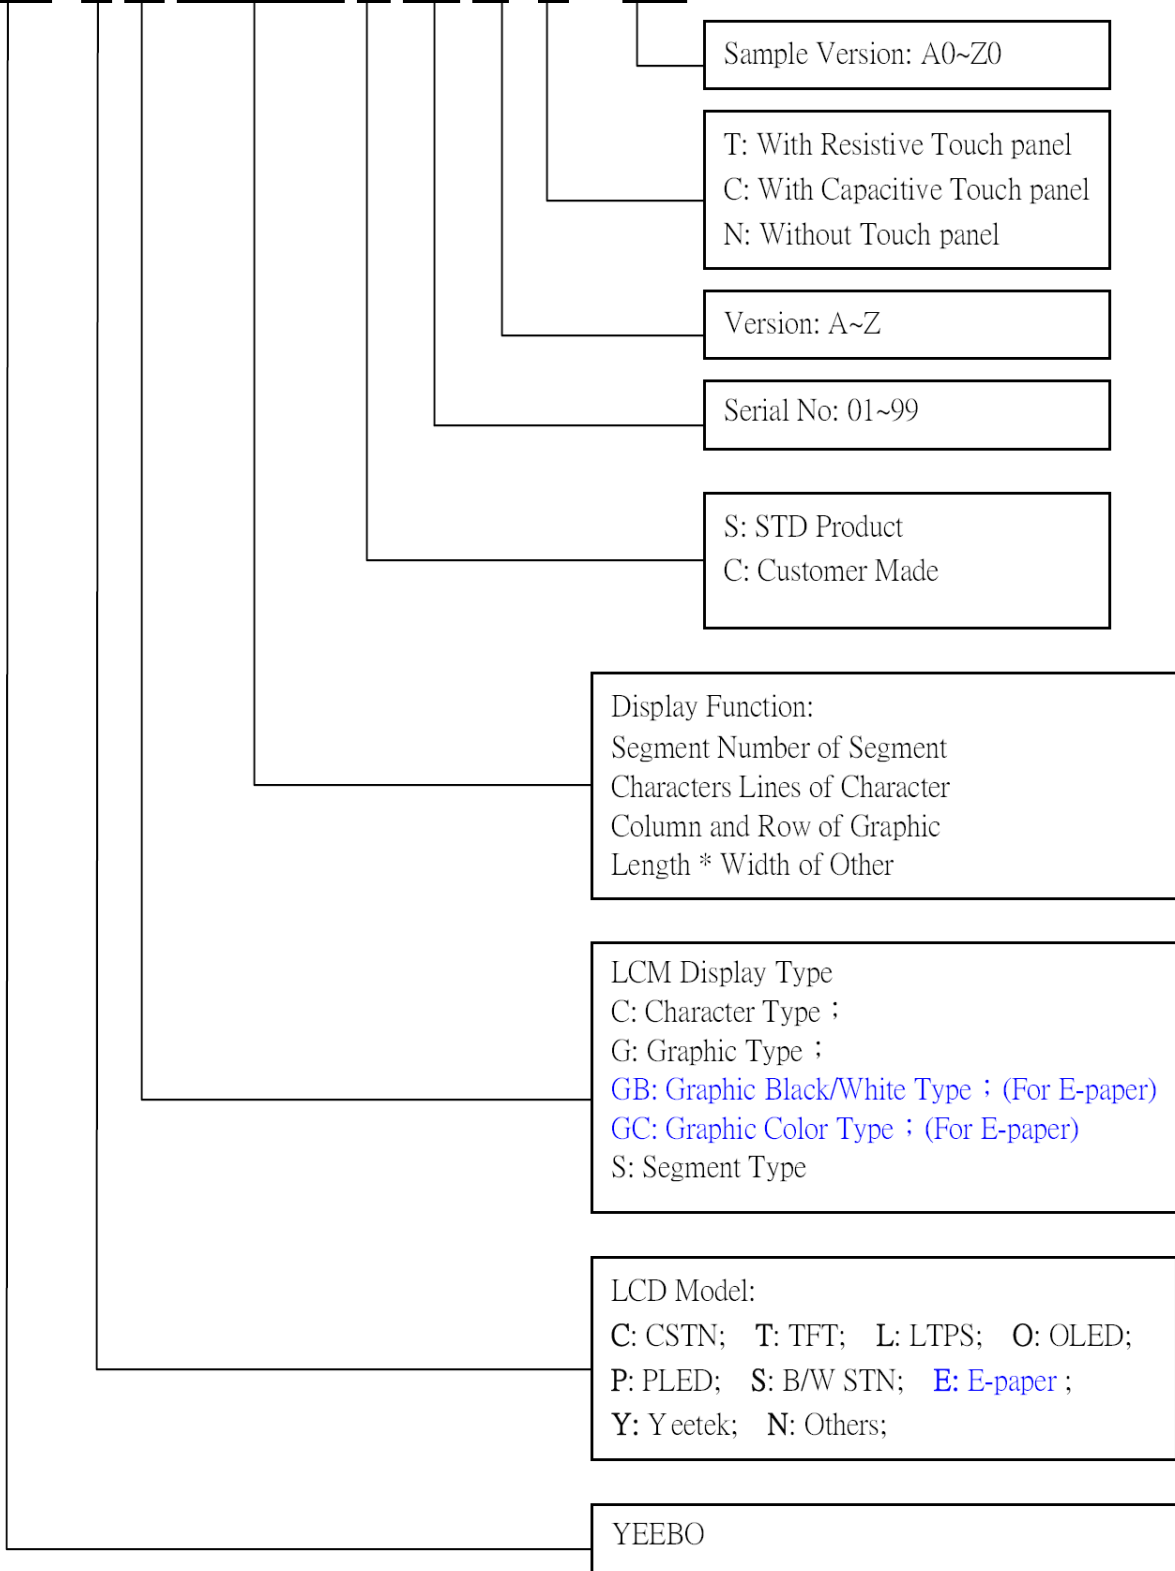 Sample Version: A0~Z0
T: With Resistive Touch panel
C: With Capacitive Touch panel
N: Without Touch panel
Version: A~Z
Serial No: 01~99
S: STD Product
C: Customer Made
Display Function:
Segment Number of Segment
Characters Lines of Character
Column and Row of Graphic
Length * Width of Other
LCM Display Type
C: Character Type；
G: Graphic Type；
GB: Graphic Black/White Type；(For E-paper)
GC: Graphic Color Type；(For E-paper)
S: Segment Type
LCD Model:
C: CSTN; T: TFT; L: LTPS; O: OLED;
P: PLED; S: B/W STN; E: E-paper ;
Y: Yeetek; N: Others;
YEEBO